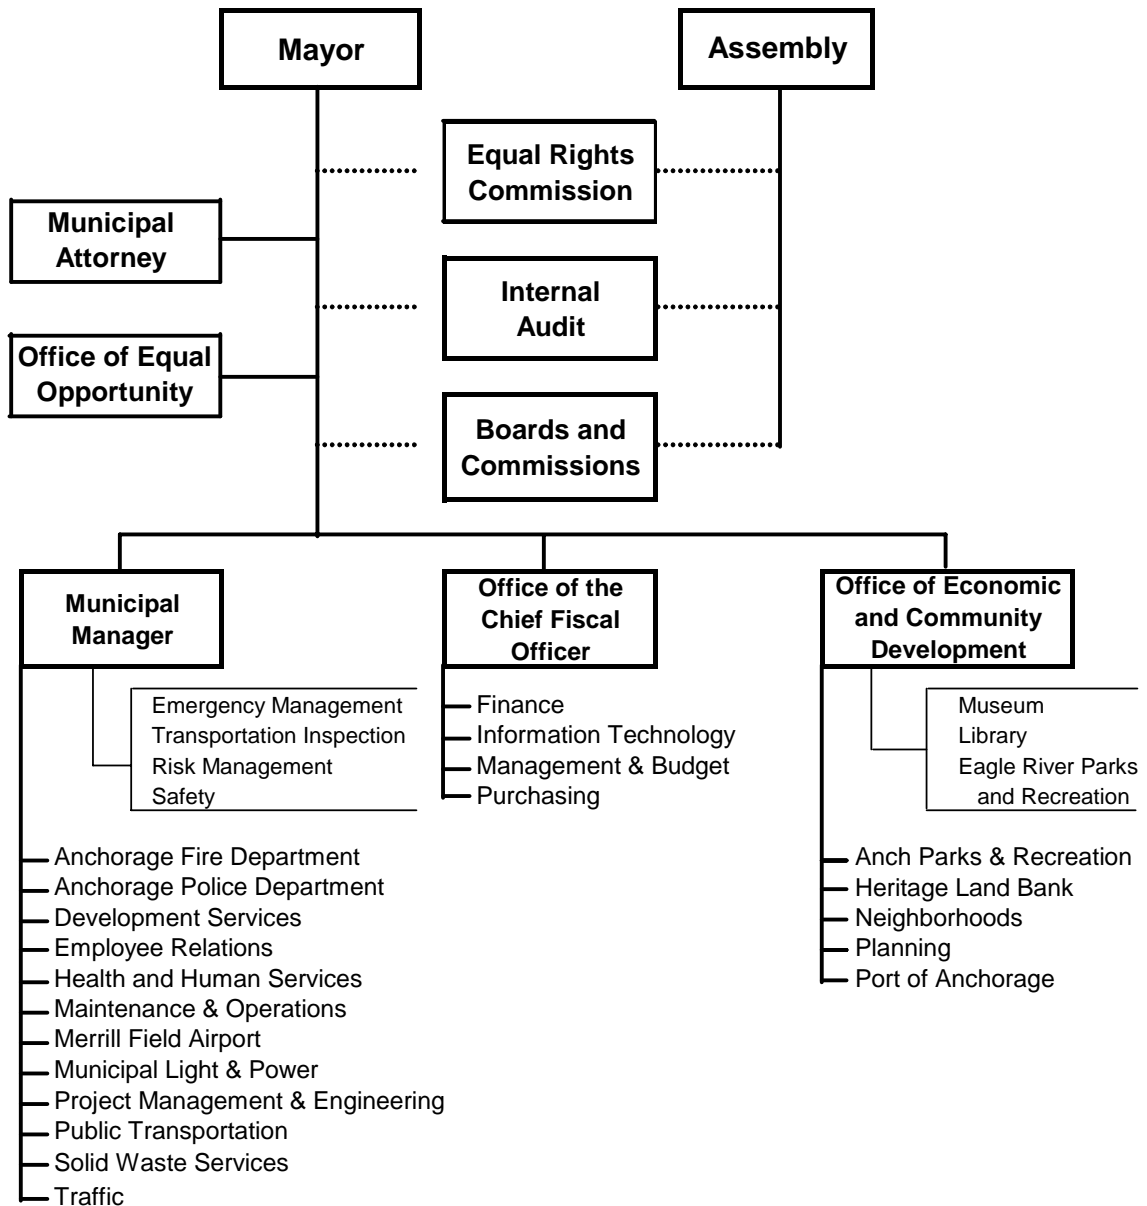 Mayor
Assembly
Equal Rights
Commission
Municipal
Attorney
Internal
Audit
Office of Equal
Opportunity
Boards and
Commissions
Municipal
Manager
Office of the
Chief Fiscal
Officer
Office of Economic
and Community
Development
Emergency Management
Transportation Inspection
Risk Management
Safety
Finance
Information Technology
Management & Budget
Purchasing
Museum
Library
Eagle River Parks
and Recreation
Anchorage Fire Department
Anchorage Police Department
Development Services
Employee Relations
Health and Human Services
Maintenance & Operations
Merrill Field Airport
Municipal Light & Power
Project Management & Engineering
Public Transportation
Solid Waste Services
Traffic
Anch Parks & Recreation
Heritage Land Bank
Neighborhoods
Planning
Port of Anchorage